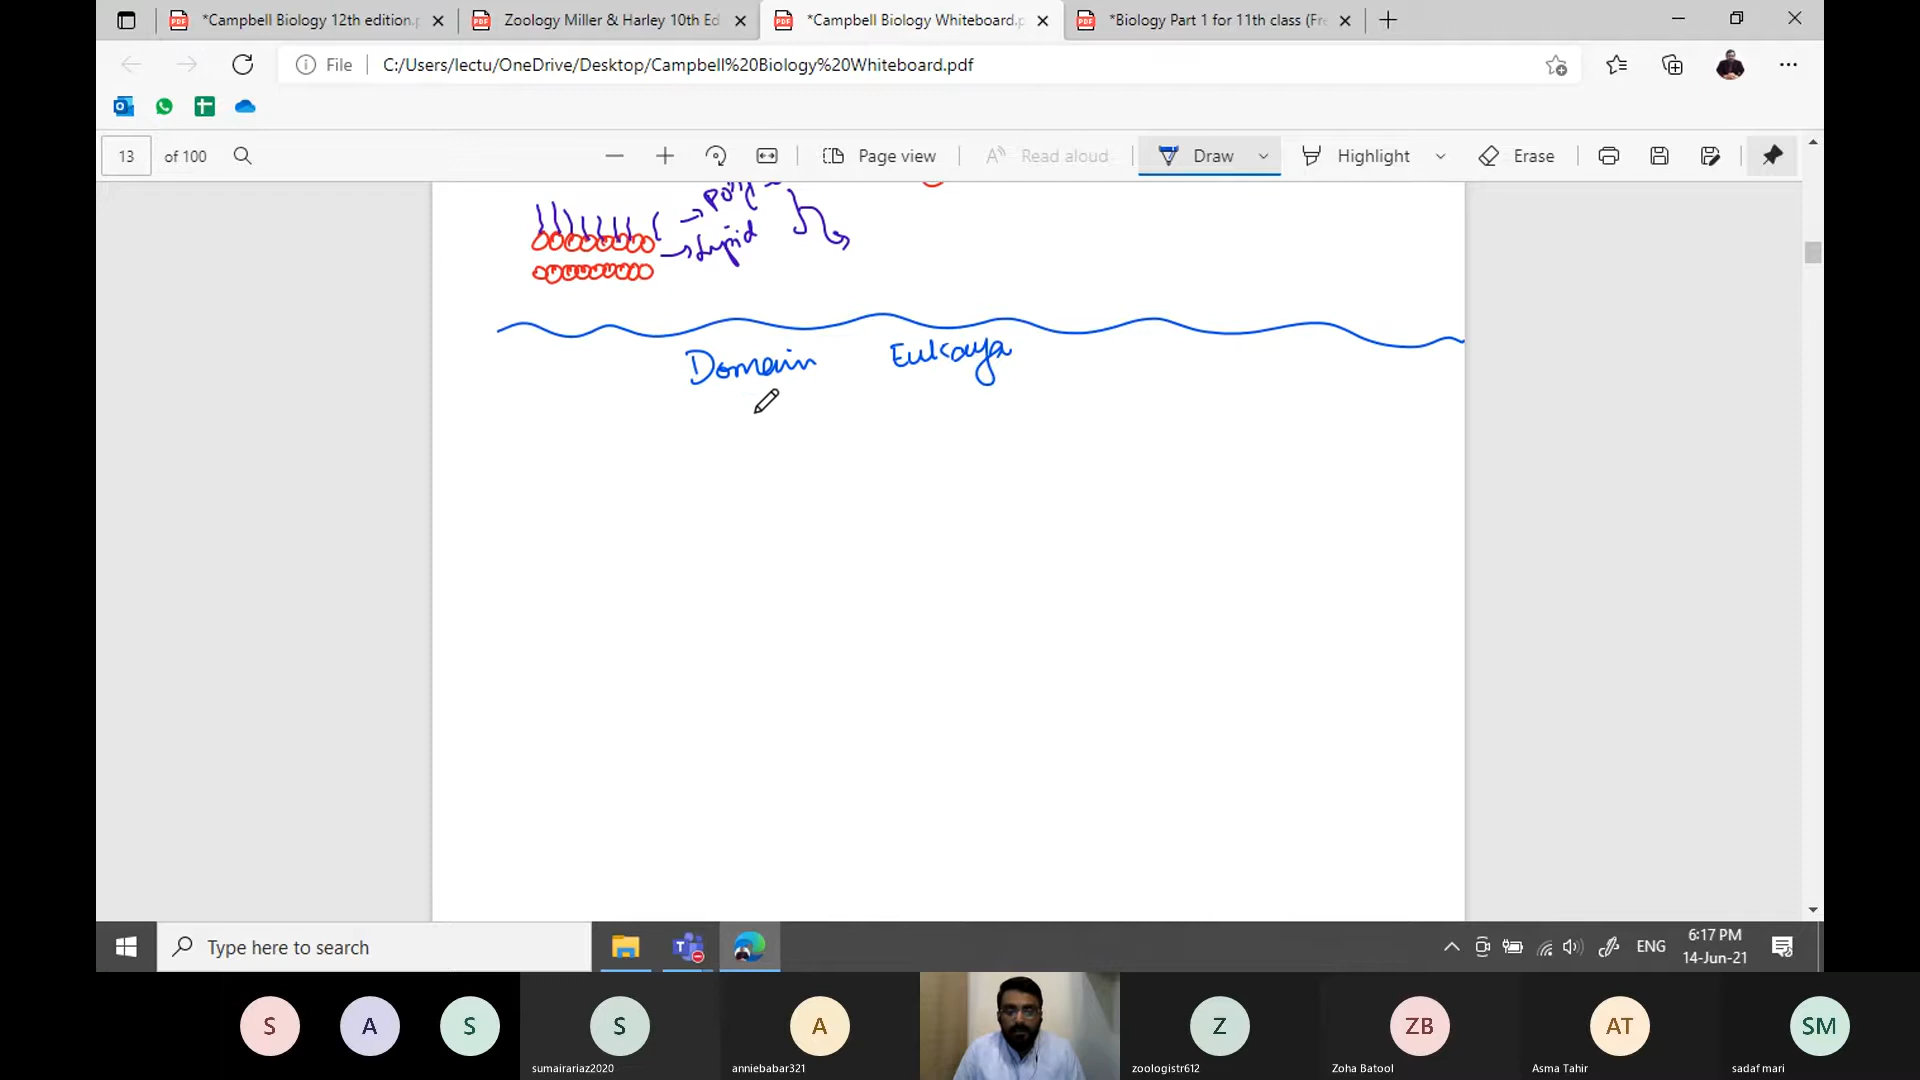 *Campbell Biology 12th edition.p
Zoology Miller & Harley 10th Ed
*Campbell Biology Whiteboard.p
*Biology Part 1 for 11th class (Fre
File
C:/Users/lectu/OneDrive/Desktop/Campbell%20Biology%20Whiteboard.pdf
13 of 100
Page view
A Read aloud
Draw
Highlight
Erase
Lipid
Domain Eukarya
Type here to search
ENG
6:17 PM
14-Jun-21
S
A
S
S
A
Z
ZB
AT
SM
sumairariaz2020
anniebabar321
zoologistr612
Zoha Batool
Asma Tahir
sadaf mari